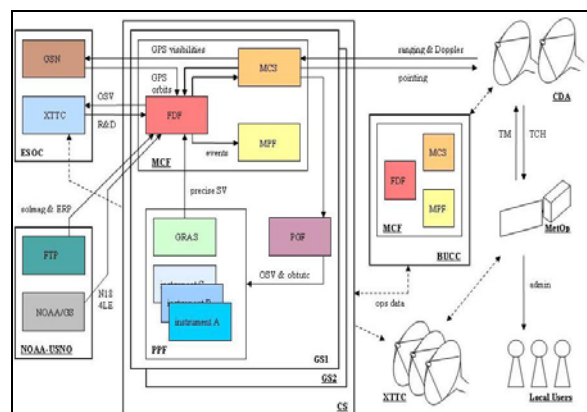 GSN
XTTC
ESOC
GPS visibilities
GPS
orbits
OSV
R&D
FDF
MCS
MPF
events
MCF
ranging & Doppler
pointing
CDA
MCS
FDF
MPF
MCF
BUCC
TM
TCH
MetOp
precise SV
solmag & ERP
FTP
NOAA/GS
NOAA-USNO
N18
4LE
GRAS
instrument B
instrument A
PPF
PGF
OSV & obtutc
GS1
GS2
CS
ops data
XTTC
admin
Local Users